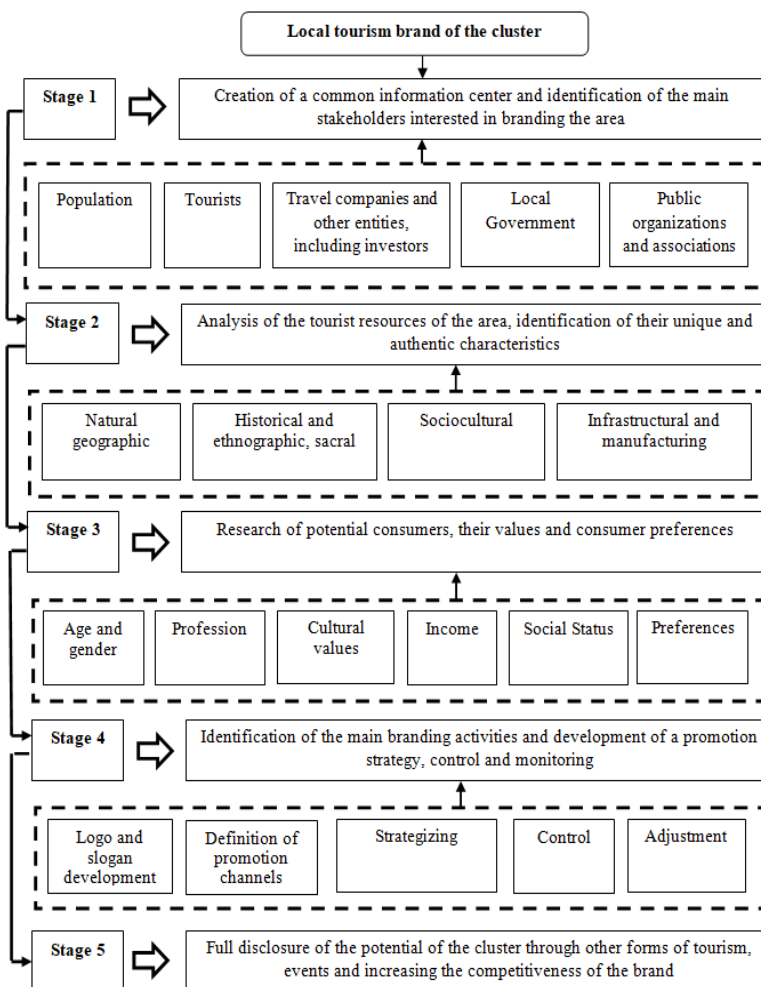 Local tourism brand of the cluster
Stage 1
Creation of a common information center and identification of the main
stakeholders interested in branding the area
Population
Tourists
Travel companies and
other entities,
including investors
Local
Government
Public
organizations
and associations
Stage 2
Analysis of the tourist resources of the area, identification of their unique and
authentic characteristics
Natural
geographic
Historical and
ethnographic, sacral
Sociocultural
Infrastructural and
manufacturing
Stage 3
Research of potential consumers, their values and consumer preferences
Age and
gender
Profession
Cultural
values
Income
Social Status
Preferences
Stage 4
Identification of the main branding activities and development of a promotion
strategy, control and monitoring
Logo and
slogan
development
Definition of
promotion
channels
Strategizing
Control
Adjustment
Stage 5
Full disclosure of the potential of the cluster through other forms of tourism,
events and increasing the competitiveness of the brand